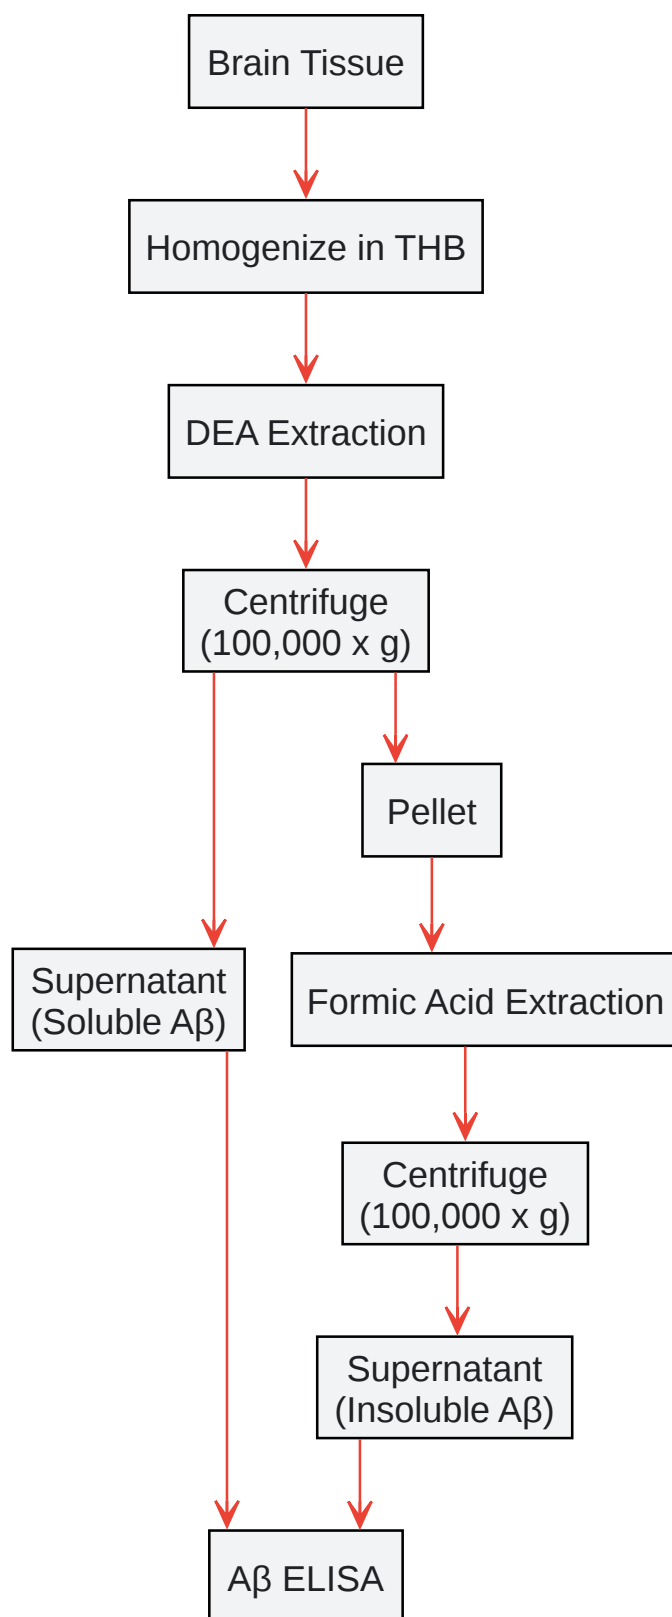 Brain Tissue
Homogenize in THB
DEA Extraction
Centrifuge
(100,000 x g)
Pellet
Supernatant
(Soluble Aβ)
Formic Acid Extraction
Centrifuge
(100,000 x g)
Supernatant
(Insoluble Aβ)
Aβ ELISA